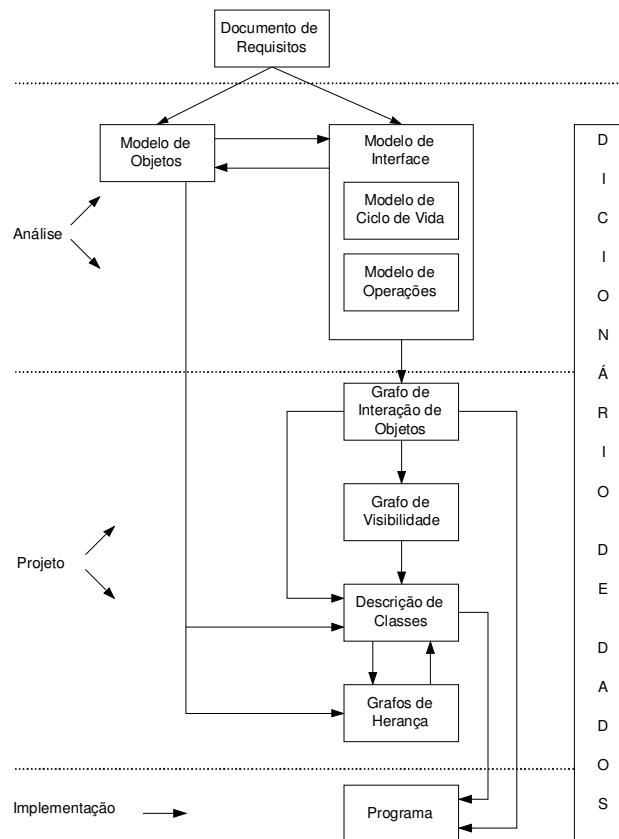 Documento de
Requisitos
Modelo de
Objetos
Modelo de
Interface
Modelo de
Ciclo de Vida
Modelo de
Operações
Análise
Grafo de
Interação de
Objetos
Grafo de
Visibilidade
Projeto
Descrição de
Classes
Grafos de
Herança
Implementação
Programa
D
I
C
I
O
N
Á
R
I
O
D
E
D
A
D
O
S